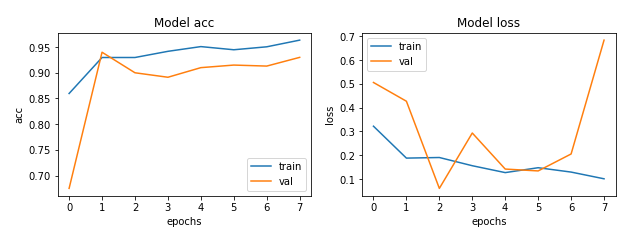 Model acc
acc
0.95
0.90
0.85
0.80
0.75
0.70
train
val
0 1 2 3 4 5 6 7
epochs
Model loss
loss
0.7
0.6
0.5
0.4
0.3
0.2
0.1
train
val
0 1 2 3 4 5 6 7
epochs